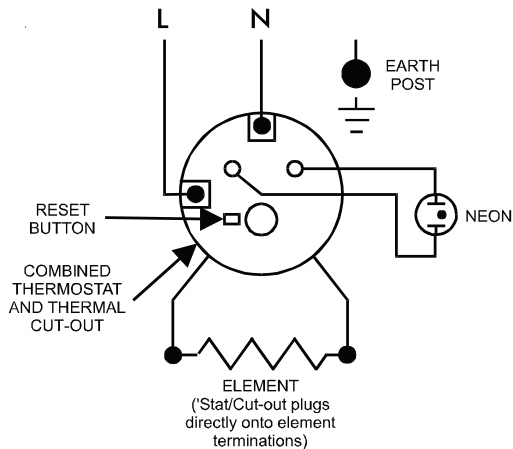 L N
EARTH
POST
RESET
BUTTON
NEON
COMBINED
THERMOSTAT
AND THERMAL
CUT-OUT
ELEMENT
('Stat/Cut-out plugs
directly onto element
terminations)